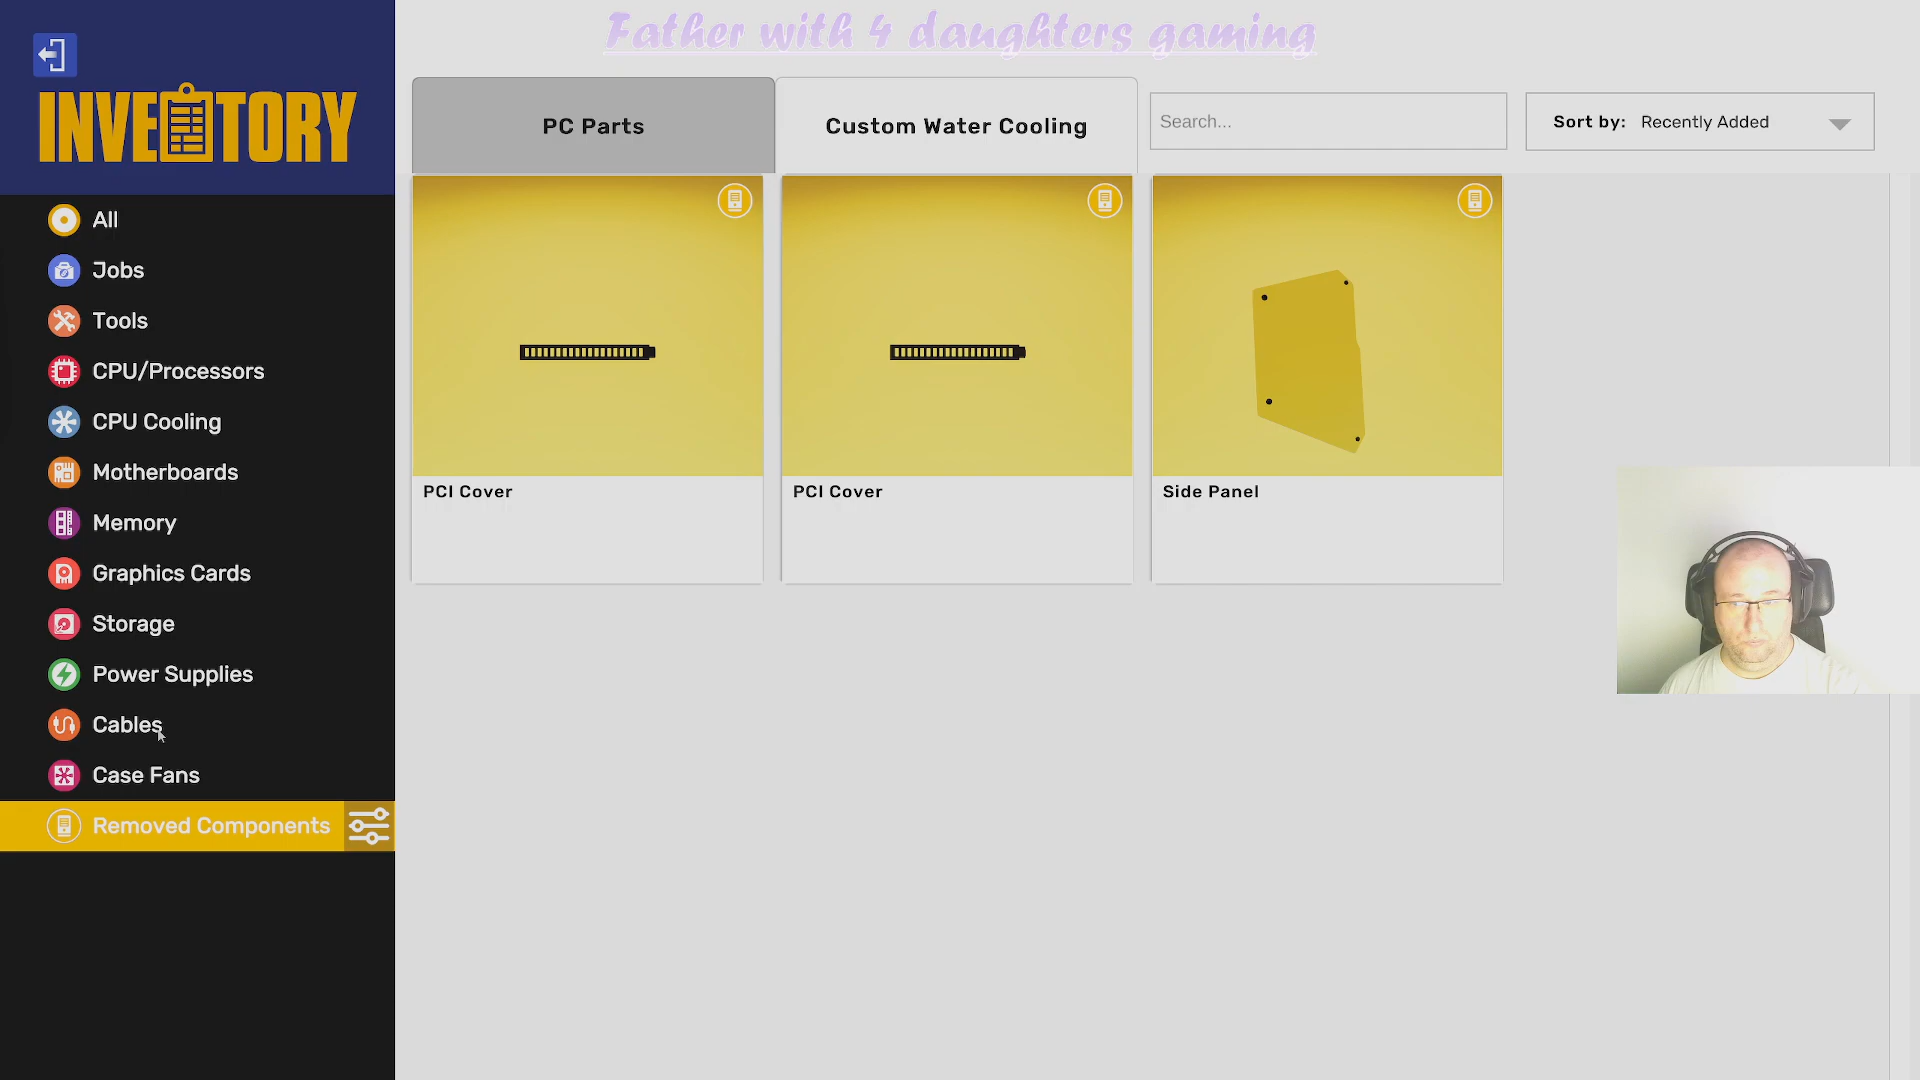 Father with 4 daughters gaming
INVENTORY
PC Parts
Custom Water Cooling
Search...
Sort by: Recently Added
All
Jobs
Tools
CPU/Processors
CPU Cooling
Motherboards
Memory
Graphics Cards
Storage
Power Supplies
Cables
Case Fans
Removed Components
PCI Cover
PCI Cover
Side Panel